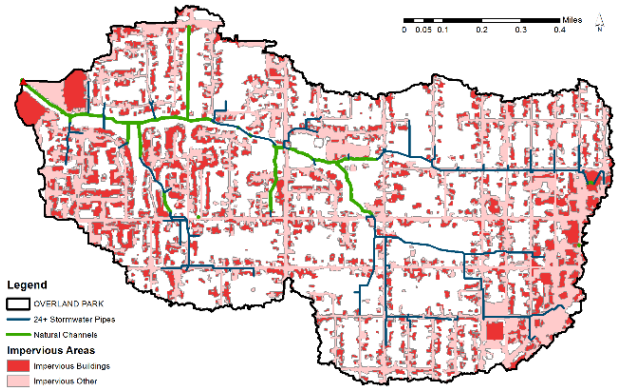 Miles
0 0.05 0.1 0.2 0.3 0.4
N
Legend
OVERLAND PARK
24+ Stormwater Pipes
Natural Channels
Impervious Areas
Impervious Buildings
Impervious Other